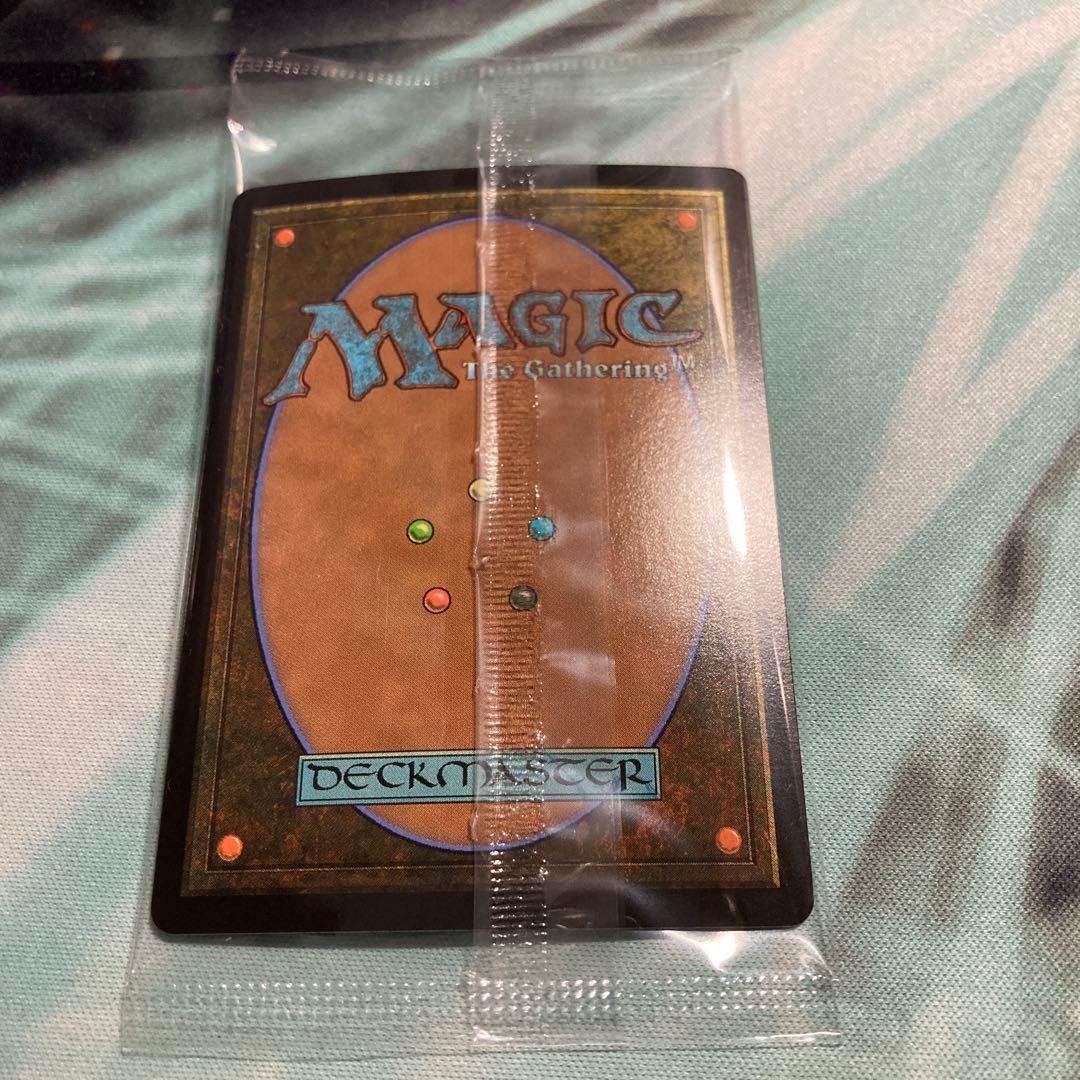 MAGIC
The Gathering™
DECKMASTER